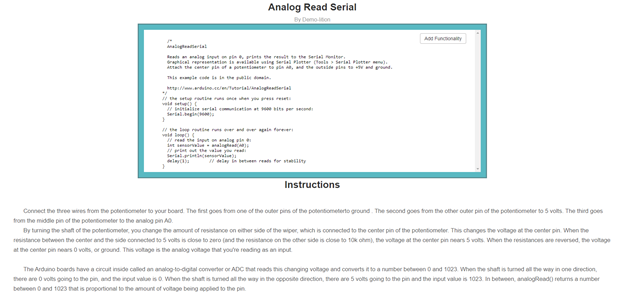 Analog Read Serial
By Demo-ition
Add Functionality
/*
AnalogReadSerial
Reads an analog input on pin 0, prints the result to the Serial Monitor.
Graphical representation is available using Serial Plotter (Tools > Serial Plotter menu).
Attach the center pin of a potentiometer to pin A0, and the outside pins to +5V and ground.
This example code is in the public domain.
http://www.arduino.cc/en/Tutorial/AnalogReadSerial
*/
// the setup routine runs once when you press reset:
void setup() {
// initialize serial communication at 9600 bits per second:
Serial.begin(9600);
}
// the loop routine runs over and over again forever:
void loop() {
// read the input on analog pin 0:
int sensorValue = analogRead(A0);
// print out the value you read:
Serial.println(sensorValue);
delay(1); // delay in between reads for stability
}
Instructions
Connect the three wires from the potentiometer to your board. The first goes from one of the outer pins of the potentiometerto ground . The second goes from the other outer pin of the potentiometer to 5 volts. The third goes
from the middle pin of the potentiometer to the analog pin A0.
By turning the shaft of the potentiometer, you change the amount of resistance on either side of the wiper, which is connected to the center pin of the potentiometer. This changes the voltage at the center pin. When the
resistance between the center and the side connected to 5 volts is close to zero (and the resistance on the other side is close to 10k ohm), the voltage at the center pin nears 5 volts. When the resistances are reversed, the voltage
at the center pin nears 0 volts, or ground. This voltage is the analog voltage that you're reading as an input.
The Arduino boards have a circuit inside called an analog-to-digital converter or ADC that reads this changing voltage and converts it to a number between 0 and 1023. When the shaft is turned all the way in one direction,
there are 0 volts going to the pin, and the input value is 0. When the shaft is turned all the way in the opposite direction, there are 5 volts going to the pin and the input value is 1023. In between, analogRead() returns a number
between 0 and 1023 that is proportional to the amount of voltage being applied to the pin.